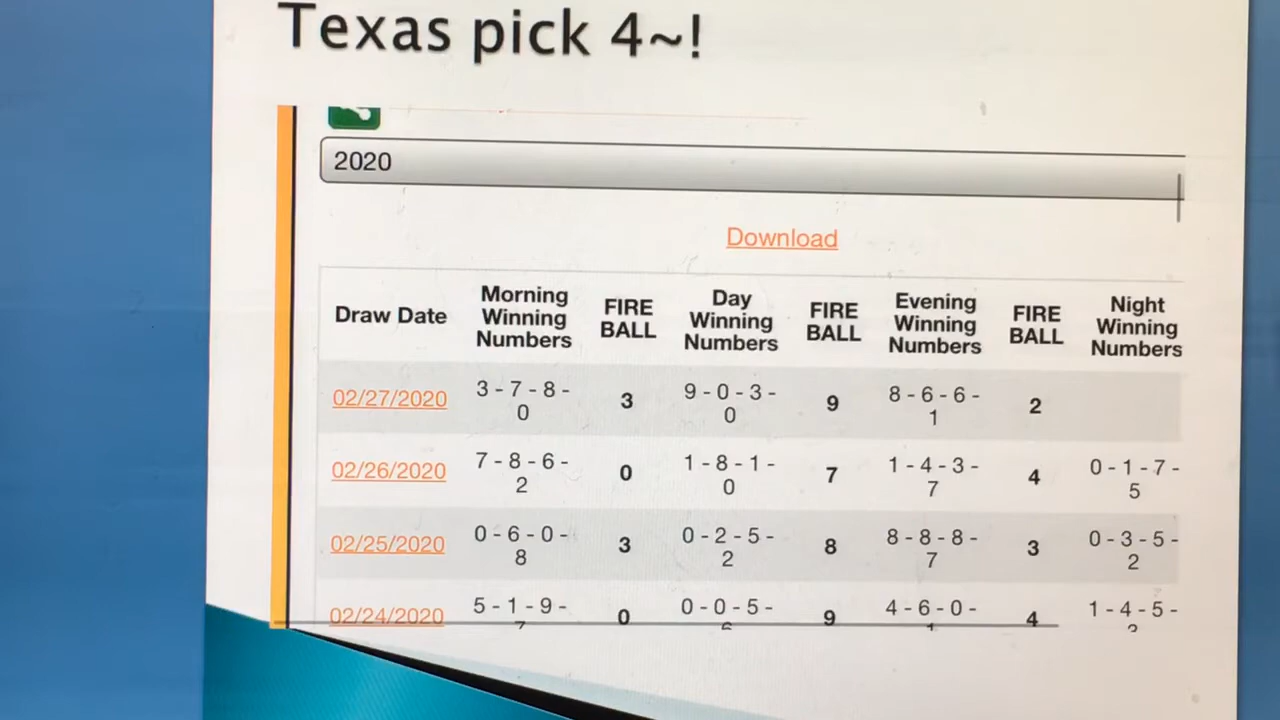 Texas pick 4~!
2020
Download
Draw Date Morning Winning Numbers FIRE BALL Day Winning Numbers FIRE BALL Evening Winning Numbers FIRE BALL Night Winning Numbers
02/27/2020 3 - 7 - 8 - 0 3 9 - 0 - 3 - 0 9 8 - 6 - 6 - 1 2
02/26/2020 7 - 8 - 6 - 2 0 1 - 8 - 1 - 0 7 1 - 4 - 3 - 7 4 0 - 1 - 7 - 5
02/25/2020 0 - 6 - 0 - 8 3 0 - 2 - 5 - 2 8 8 - 8 - 8 - 7 3 0 - 3 - 5 - 2
02/24/2020 5 - 1 - 9 - 0 0 - 0 - 5 - 9 4 - 6 - 0 - 4 1 - 4 - 5 -